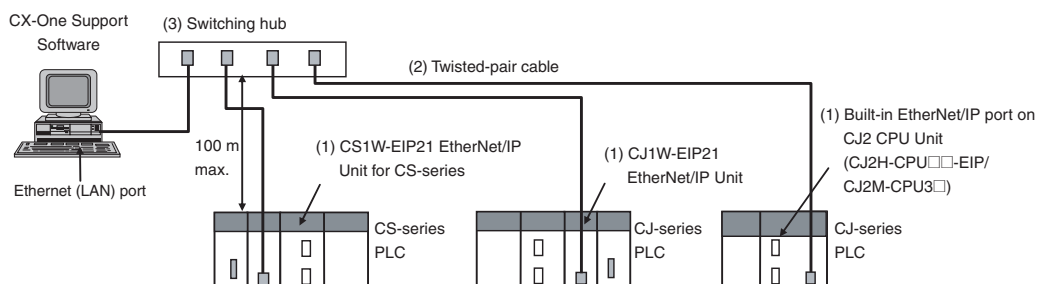 CX-One Support
Software
(3) Switching hub
(2) Twisted-pair cable
(1) Built-in EtherNet/IP port on
CJ2 CPU Unit
(CJ2H-CPU□□-EIP/
CJ2M-CPU3□)
100 m
max.
(1) CS1W-EIP21 EtherNet/IP
Unit for CS-series
(1) CJ1W-EIP21
EtherNet/IP Unit
Ethernet (LAN) port
CS-series
PLC
CJ-series
PLC
CJ-series
PLC